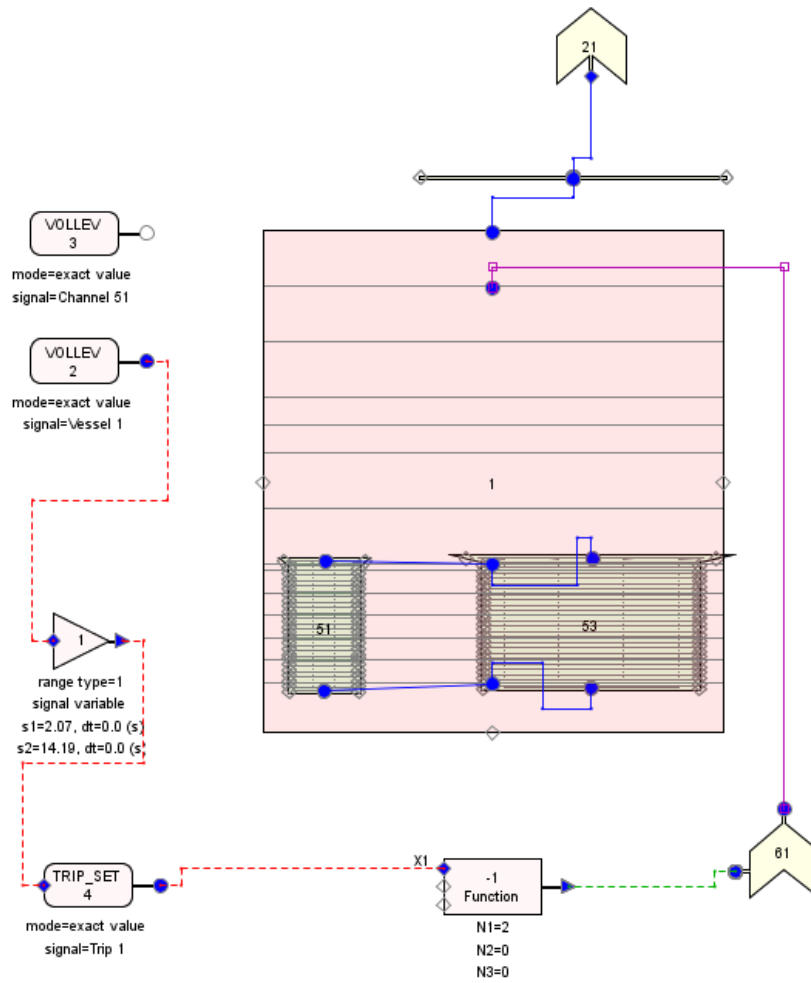 21
VOLLEV
3
mode=exact value
signal=Channel 51
VOLLEV
2
mode=exact value
signal=Vessel 1
1
51
53
1
range type=1
signal variable
s1=2.07, dt=0.0 (s)
s2=14.19, dt=0.0 (s)
TRIP_SET
4
mode=exact value
signal=Trip 1
X1
-1
Function
N1=2
N2=0
N3=0
61